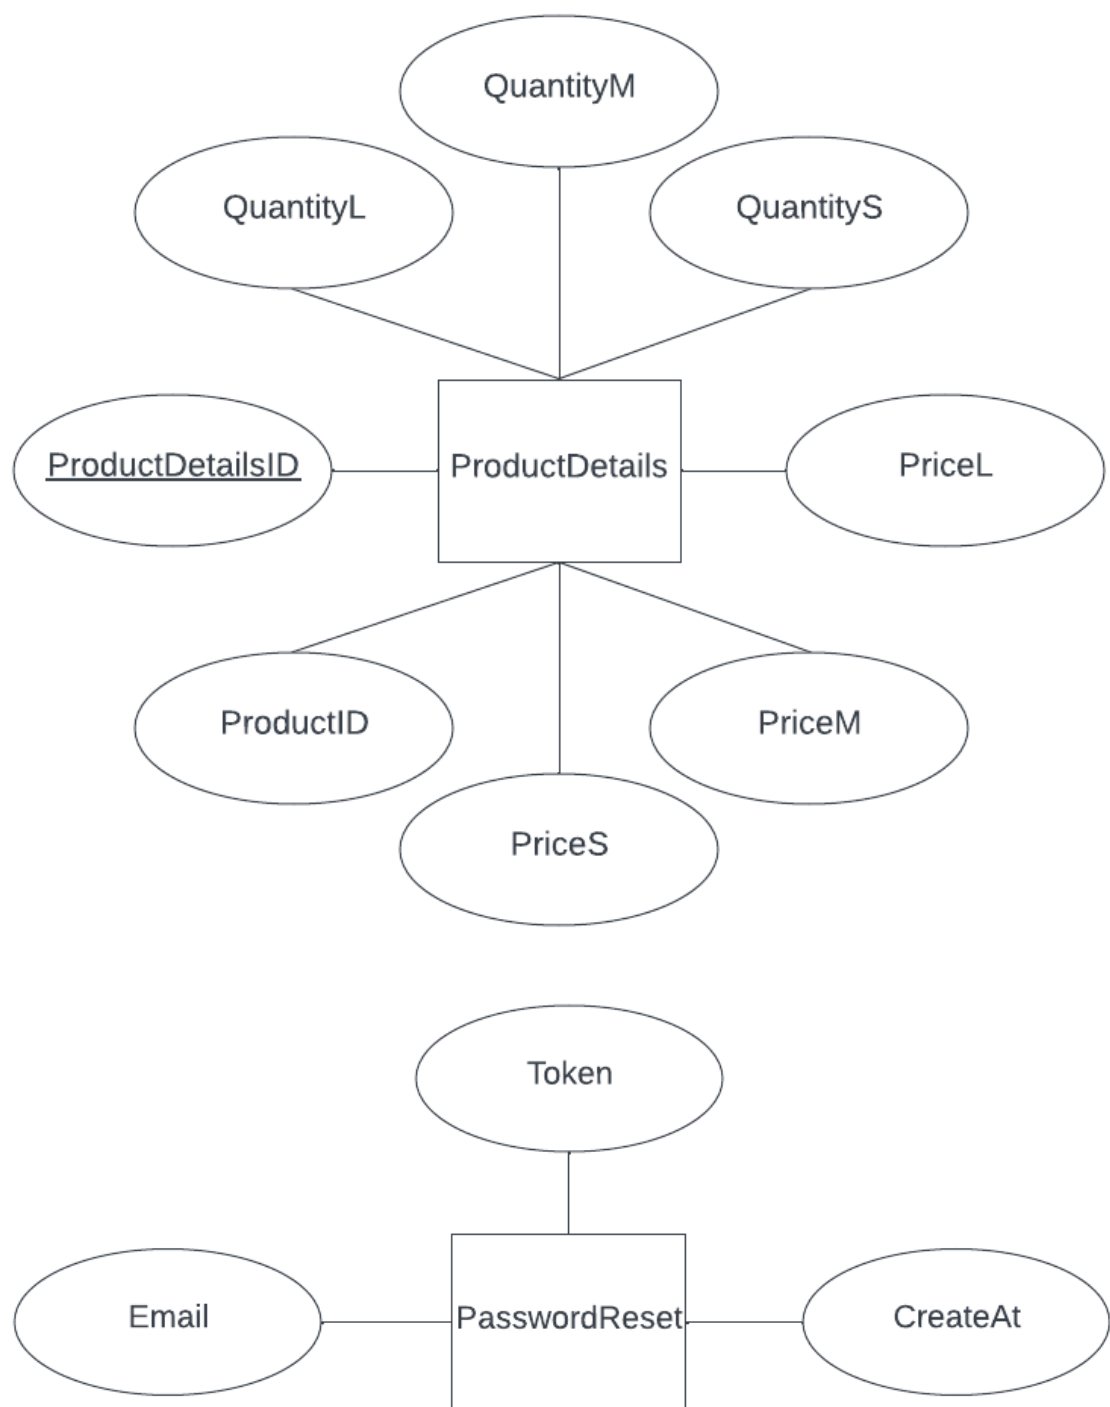 QuantityM
QuantityL
QuantityS
ProductDetailsID
ProductDetails
PriceL
ProductID
PriceM
PriceS
Token
Email
PasswordReset
CreateAt